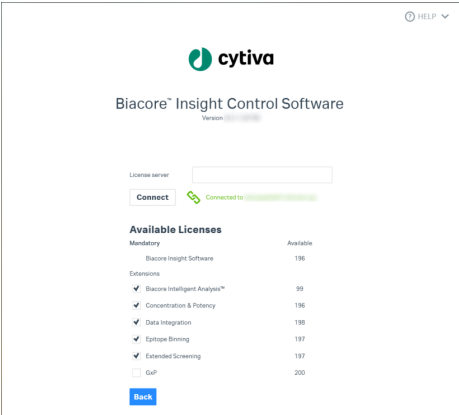 ? HELP
cytiva
Biacore™ Insight Control Software
Version
License server
Connect Connected to
Available Licenses
Mandatory Available
Biacore Insight Software 196
Extensions
Biacore Intelligent Analysis™ 99
Concentration & Potency 196
Data Integration 198
Epitope Binning 197
Extended Screening 197
GxP 200
Back